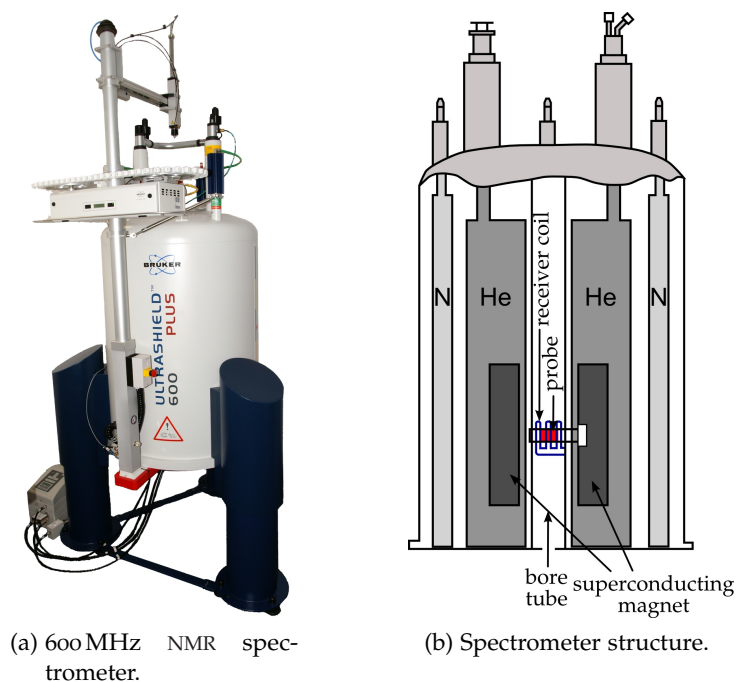 BRUKER
ULTRASHIELD™
PLUS
600
N
He
He
N
receiver coil
probe
bore
tube
superconducting
magnet
(a) 600 MHz NMR spec-
trometer.
(b) Spectrometer structure.